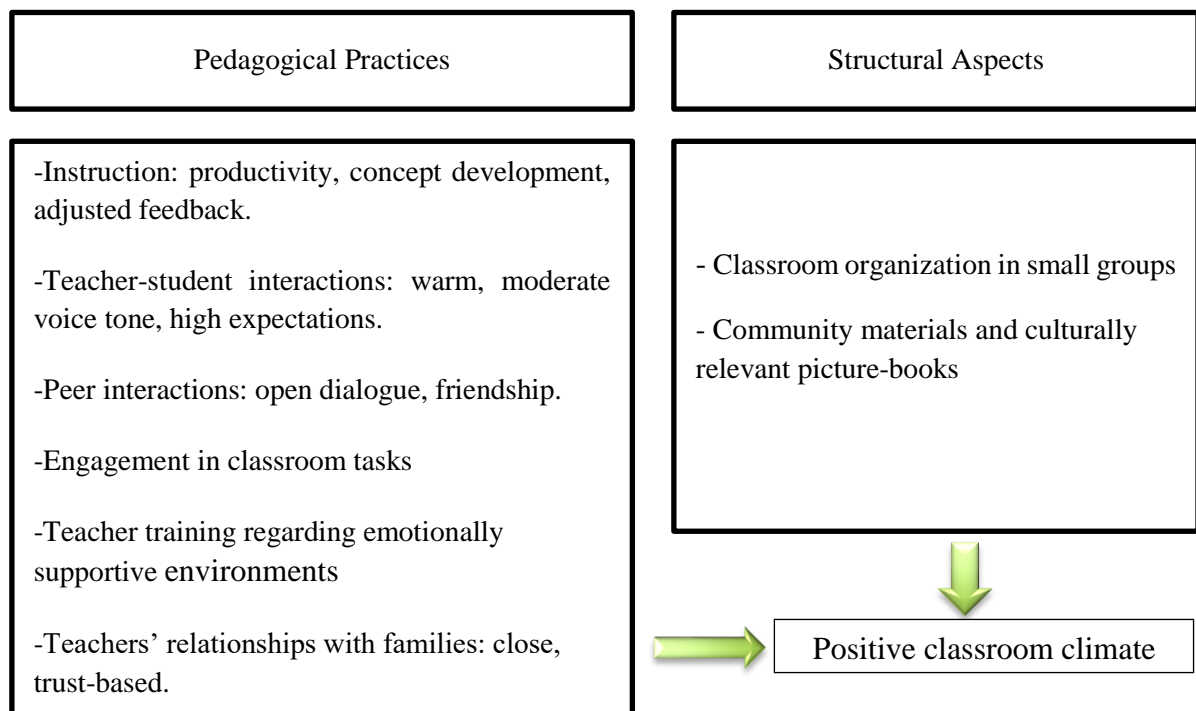 Pedagogical Practices
Structural Aspects
-Instruction: productivity, concept development,
adjusted feedback.
-Teacher-student interactions: warm, moderate
voice tone, high expectations.
-Peer interactions: open dialogue, friendship.
-Engagement in classroom tasks
-Teacher training regarding emotionally
supportive environments
-Teachers’ relationships with families: close,
trust-based.
- Classroom organization in small groups
- Community materials and culturally
relevant picture-books
Positive classroom climate